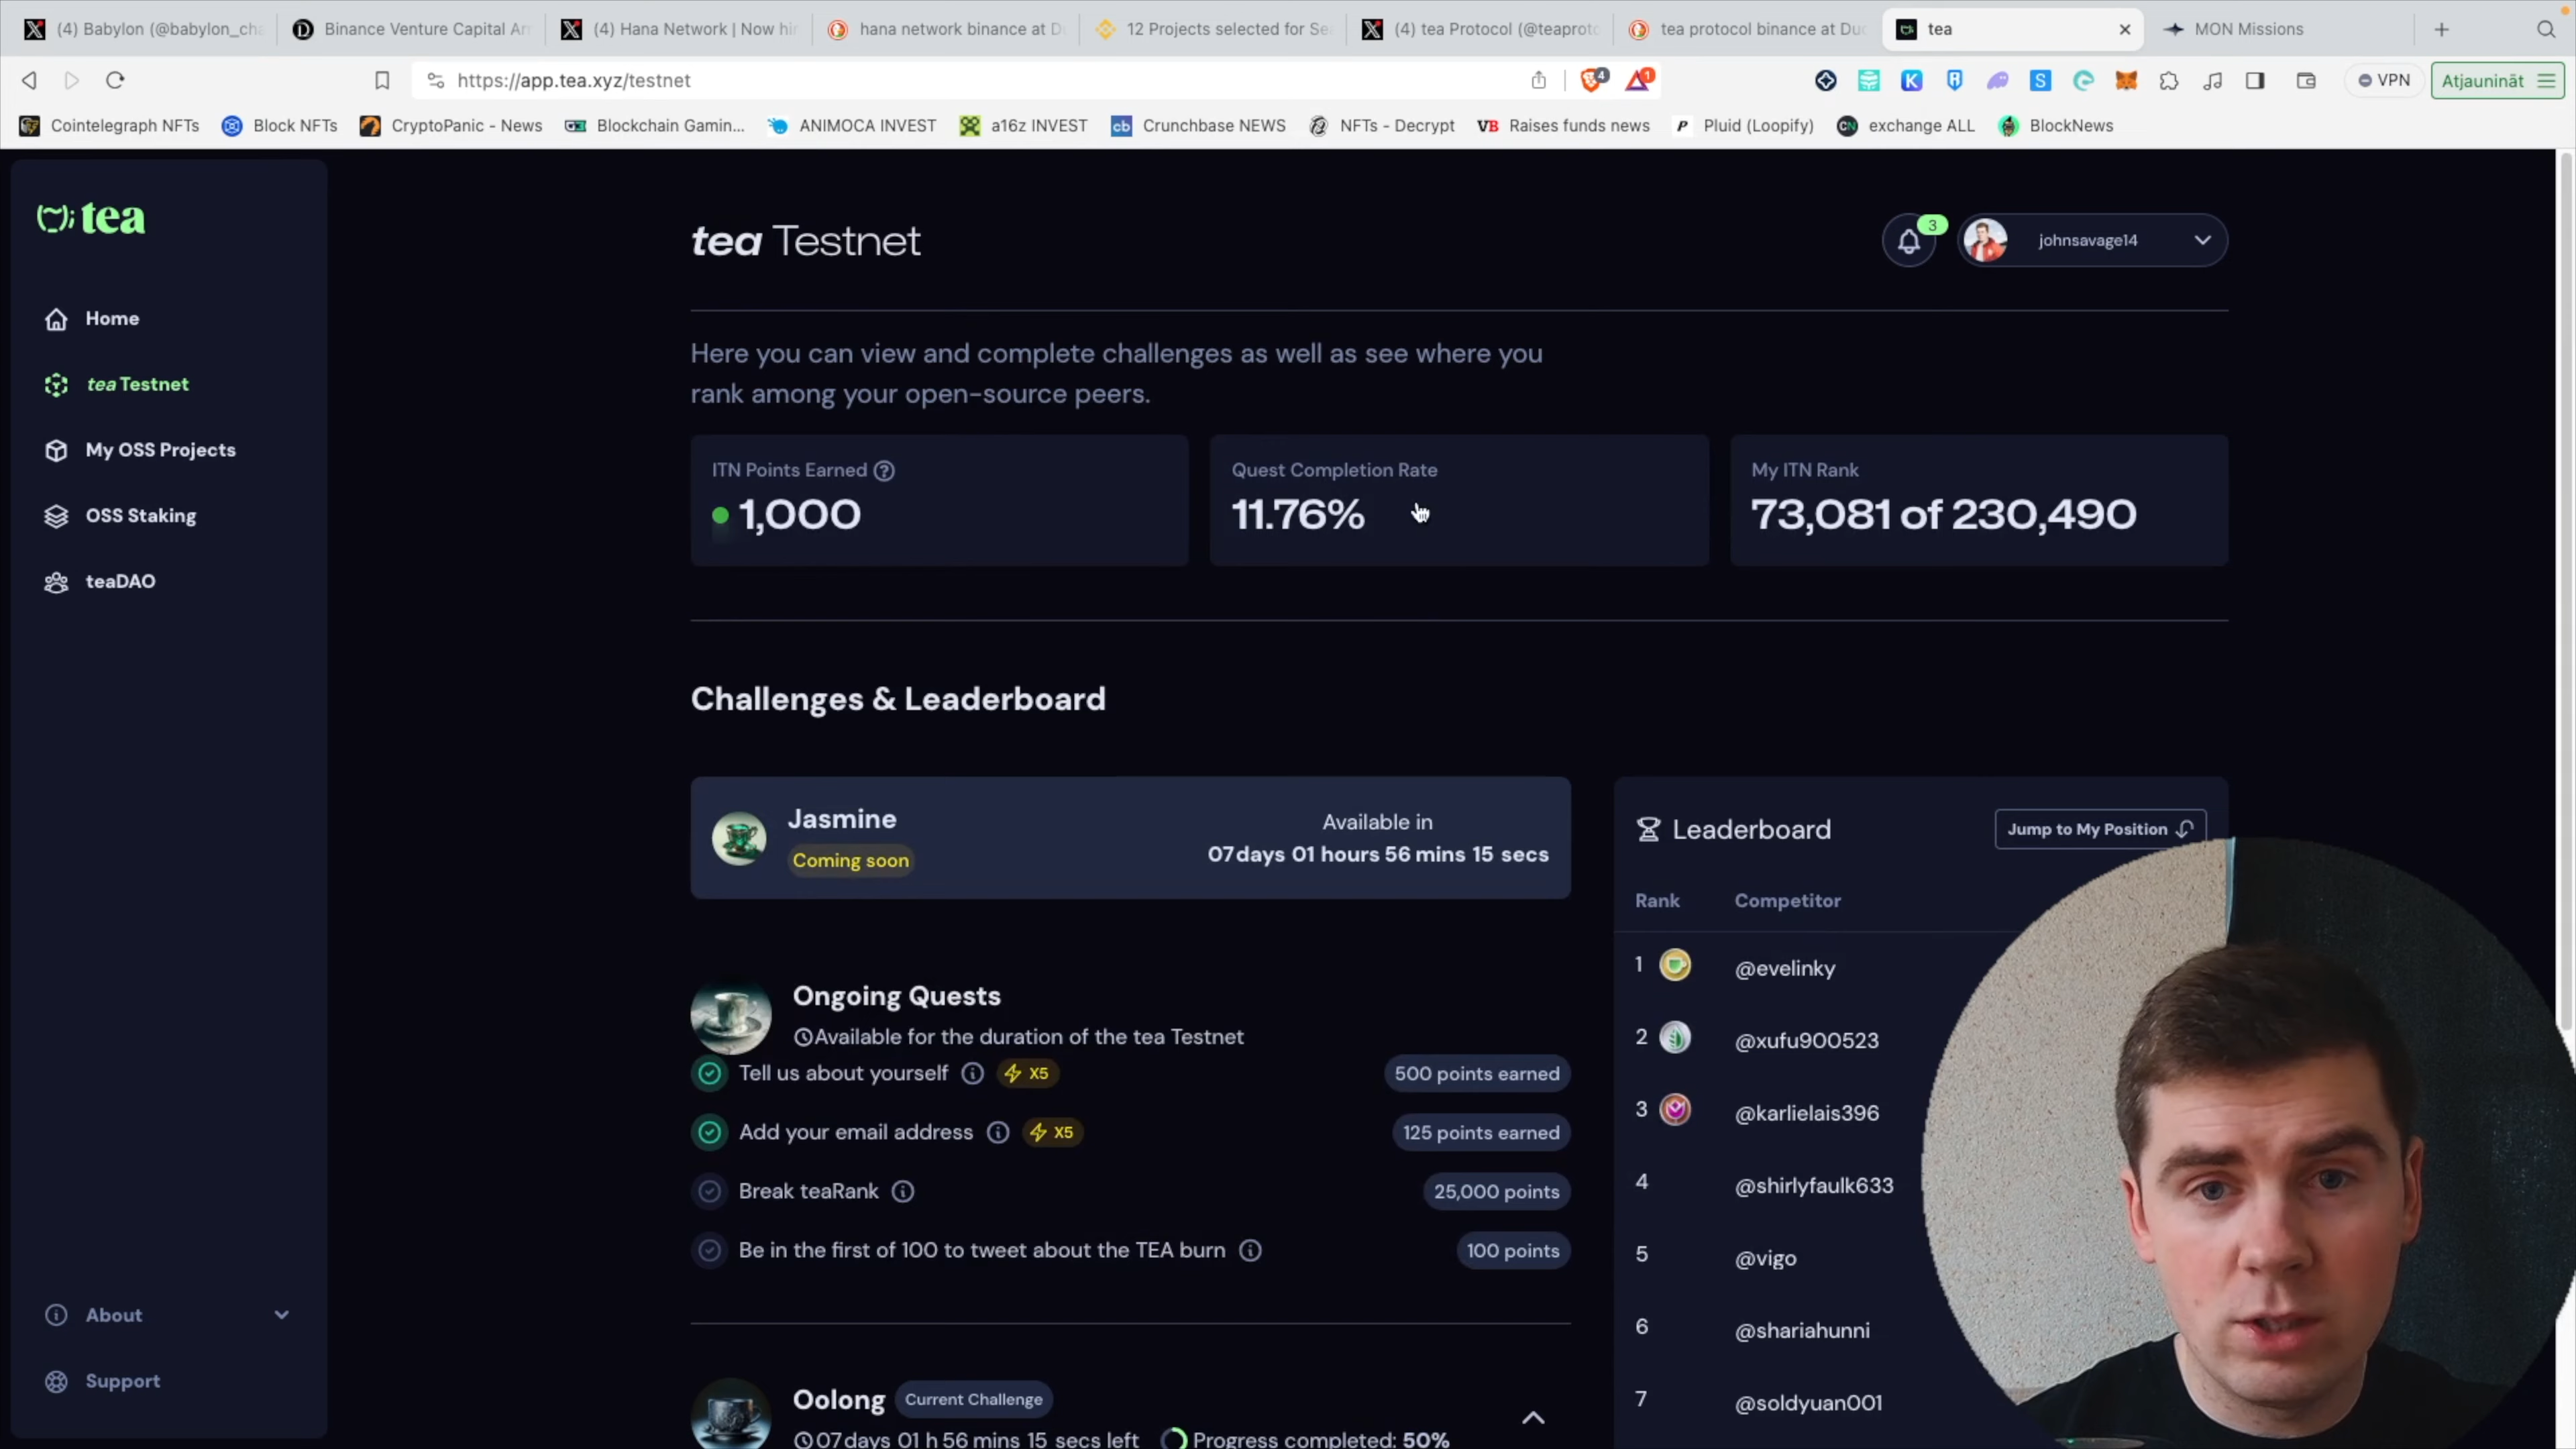 (4) Babylon (@babylon_cha
Binance Venture Capital Ar
(4) Hana Network | Now hir
hana network binance at D
12 Projects selected for Se
(4) tea Protocol (@teaproto
tea protocol binance at Duc
tea
MON Missions
https://app.tea.xyz/testnet
4
1
VPN
Atjaunināt
Cointelegraph NFTs
Block NFTs
CryptoPanic - News
Blockchain Gamin...
ANIMOCA INVEST
a16z INVEST
Crunchbase NEWS
NFTs - Decrypt
Raises funds news
Pluid (Loopify)
exchange ALL
BlockNews
tea
Home
tea Testnet
My OSS Projects
OSS Staking
teaDAO
About
Support
tea Testnet
3
johnsavage14
Here you can view and complete challenges as well as see where you
rank among your open-source peers.
ITN Points Earned
1,000
Quest Completion Rate
11.76%
My ITN Rank
73,081 of 230,490
Challenges & Leaderboard
Jasmine
Coming soon
Available in
07days 01 hours 56 mins 15 secs
Ongoing Quests
Available for the duration of the tea Testnet
Tell us about yourself X5 500 points earned
Add your email address X5 125 points earned
Break teaRank 25,000 points
Be in the first of 100 to tweet about the TEA burn 100 points
Oolong Current Challenge
07days 01 h 56 mins 15 secs left Progress completed: 50%
Leaderboard
Jump to My Position
Rank Competitor
1 @evelinky
2 @xufu900523
3 @karlielais396
4 @shirlyfaulk633
5 @vigo
6 @shariahunni
7 @soldyuan001